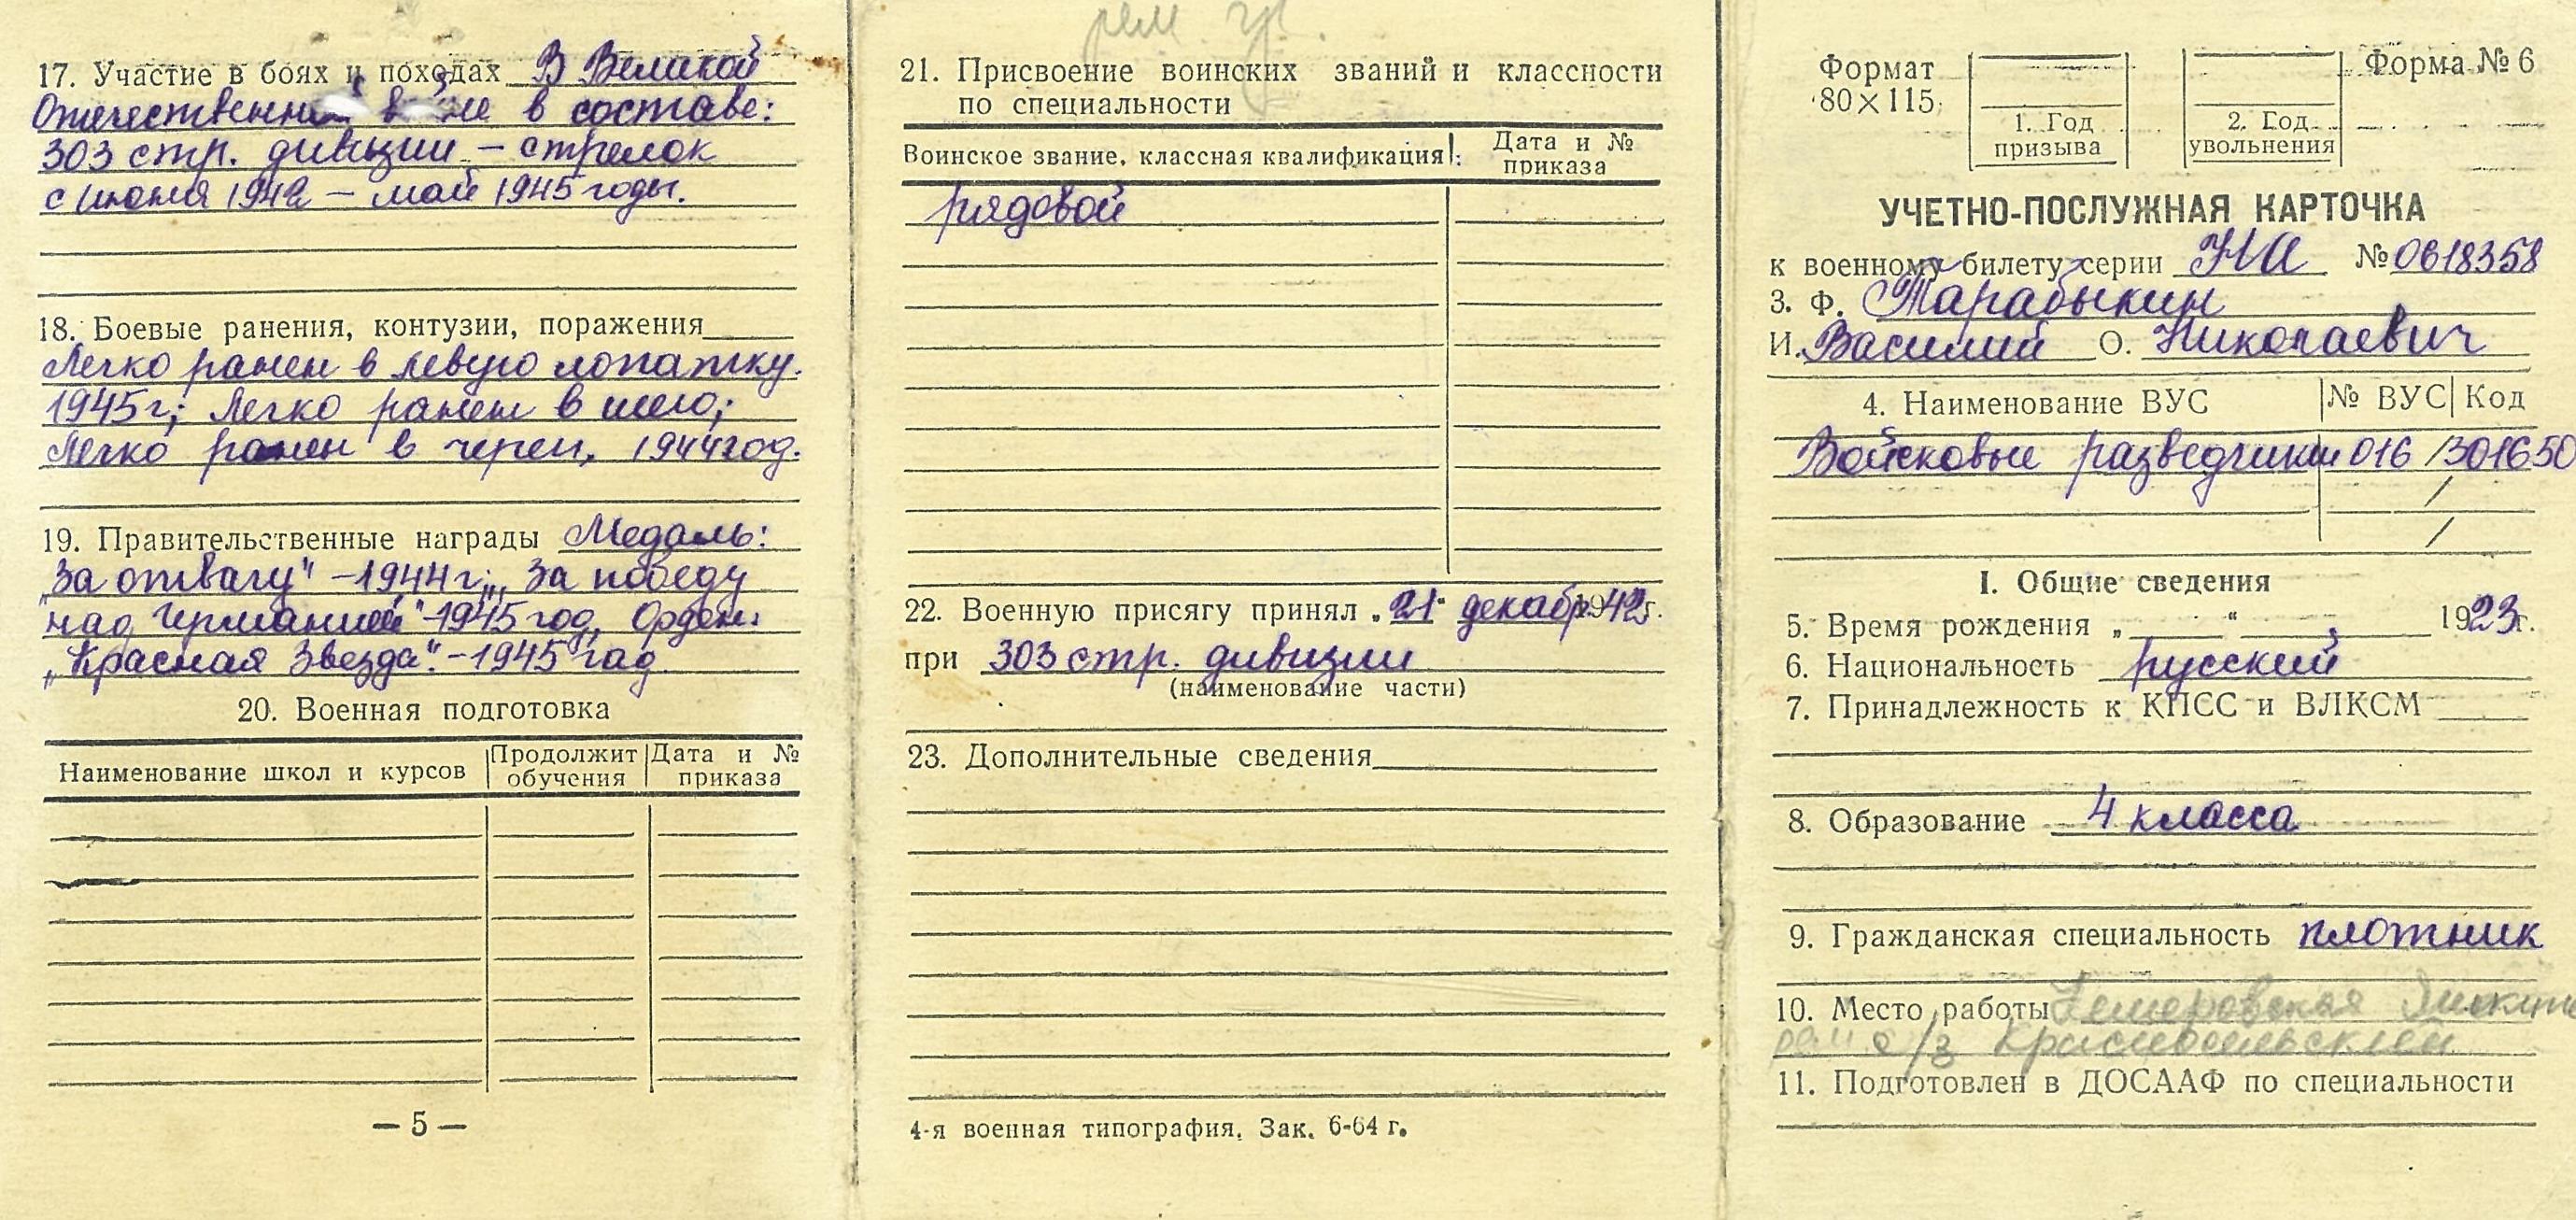 17. Участие в боях и походах В Великой
Отечественной войне в составе:
303 стр. дивизии – стрелок
с июня 1942 – май 1945 годы.
18. Боевые ранения, контузии, поражения
Легко ранен в левую лопатку.
1945 г; Легко ранен в шею;
Легко ранен в череп, 1944 год.
19. Правительственные награды Медаль:
„За отвагу" – 1944 г; „За победу
над Германией" – 1945 год, Орден:
„Красная Звезда". – 1945 год
20. Военная подготовка
Наименование школ и курсов
Продолжит обучения
Дата и № приказа
— 5 —
рем гр.
21. Присвоение воинских званий и классности
по специальности
Воинское звание, классная квалификация
Дата и № приказа
рядовой
22. Военную присягу принял „21" декабр 1942 г.
при 303 стр. дивизии
(наименование части)
23. Дополнительные сведения
4-я военная типография. Зак. 6-64 г.
Формат
80×115
1. Год
призыва
2. Год
увольнения
Форма № 6
УЧЕТНО-ПОСЛУЖНАЯ КАРТОЧКА
к военному билету серии НА № 0618358
3. Ф. Тарабыкин
И. Василий О. Николаевич
4. Наименование ВУС № ВУС Код
Войсковые разведчики 016 /301650
/
/
I. Общие сведения
5. Время рождения „ " 1923 г.
6. Национальность русский
7. Принадлежность к КПСС и ВЛКСМ
8. Образование 4 класса
9. Гражданская специальность плотник
10. Место работы Кемеровская
с/з Красносельский
11. Подготовлен в ДОСААФ по специальности